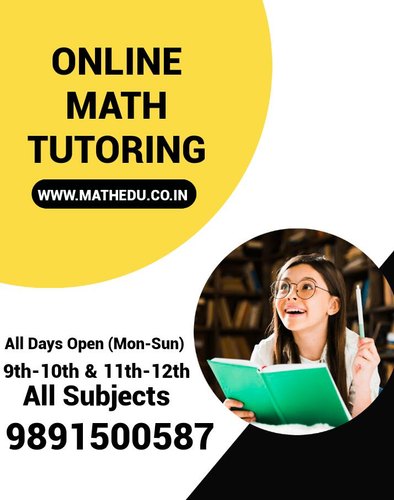 ONLINE
MATH
TUTORING
WWW.MATHEDU.CO.IN
All Days Open (Mon-Sun)
9th-10th & 11th-12th
All Subjects
9891500587